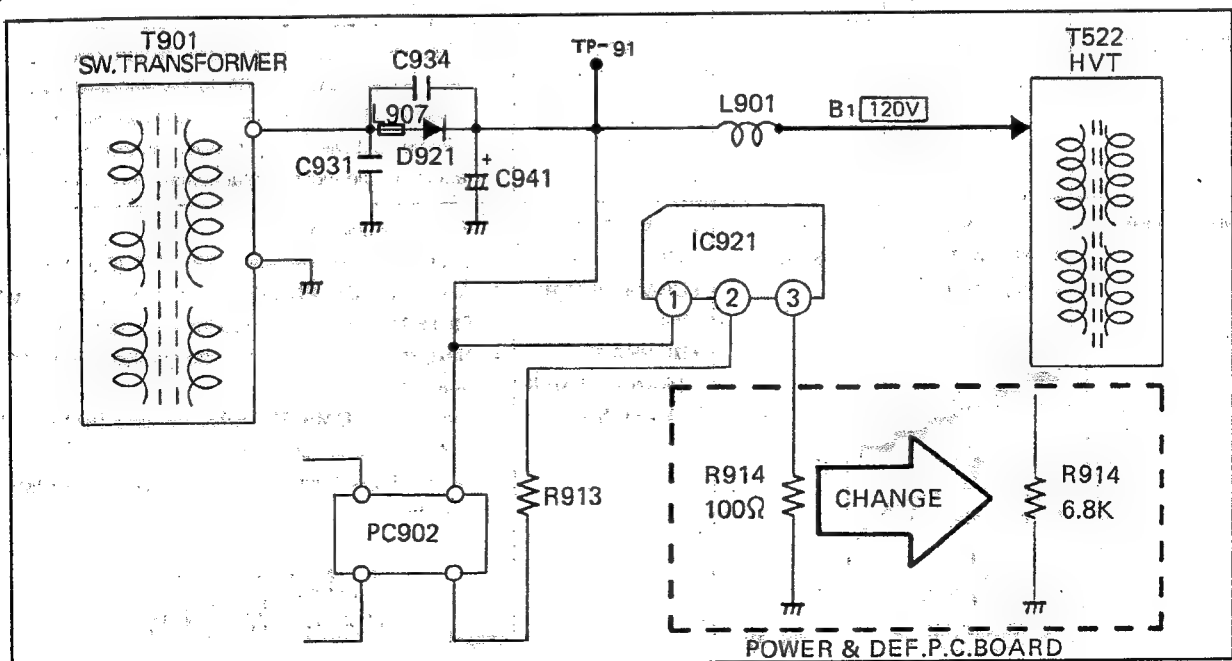 T901
SW.TRANSFORMER
C934
TP-91
T522
HVT
L907
L901
B1 120V
C931
D921
+
C941
IC921
1 2 3
R913
PC902
R914
100Ω
CHANGE
R914
6.8K
POWER & DEF.P.C.BOARD